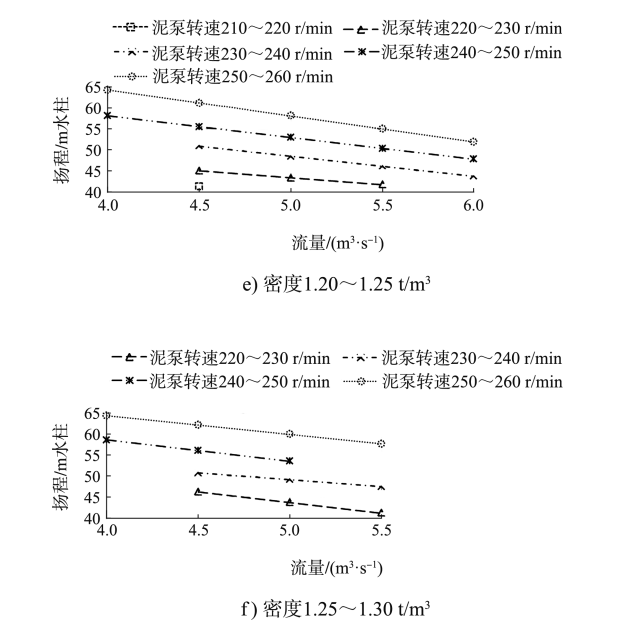 泥泵转速210～220 r/min 泥泵转速220～230 r/min
泥泵转速230～240 r/min 泥泵转速240～250 r/min
泥泵转速250～260 r/min
65
60
55
50
45
40
扬程/m水柱
4.0 4.5 5.0 5.5 6.0
流量/(m³·s⁻¹)
e) 密度1.20～1.25 t/m³
泥泵转速220～230 r/min 泥泵转速230～240 r/min
泥泵转速240～250 r/min 泥泵转速250～260 r/min
65
60
55
50
45
40
扬程/m水柱
4.0 4.5 5.0 5.5
流量/(m³·s⁻¹)
f) 密度1.25～1.30 t/m³